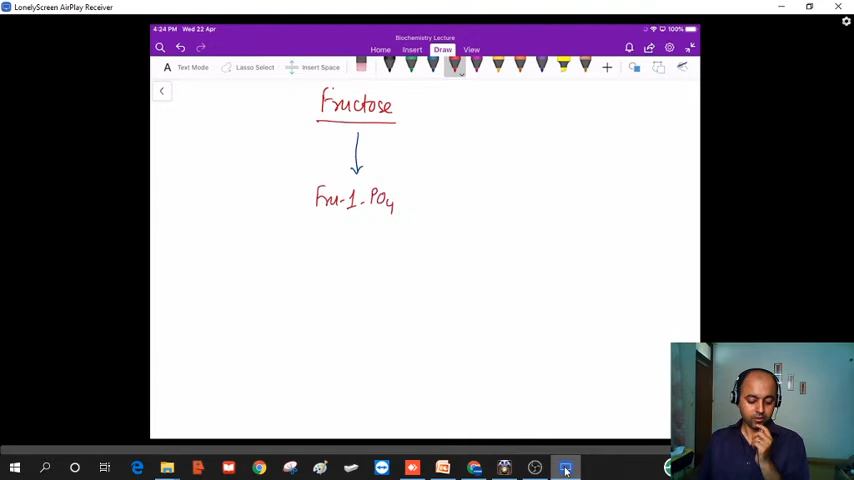 LonelyScreen AirPlay Receiver
4:24 PM Wed 22 Apr
100%
Biochemistry Lecture
Home Insert Draw View
A Text Mode Lasso Select Insert Space
Fructose
Fru-1-PO4